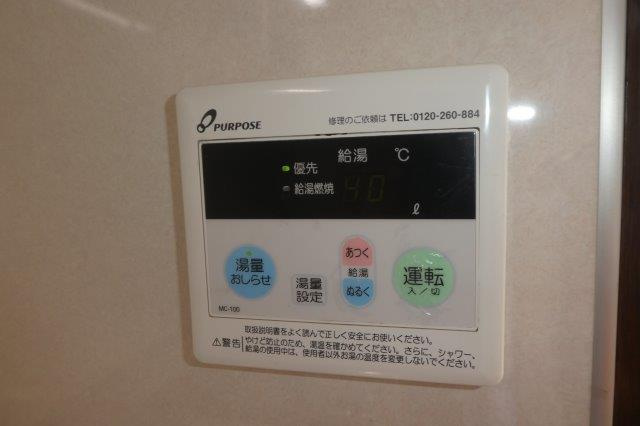 PURPOSE
修理のご依頼は TEL:0120-260-884
給湯 ℃
優先
給湯燃焼 40
ℓ
湯量
おしらせ
湯量
設定
あつく
給湯
ぬるく
運転
入/切
MC-100
取扱説明書をよく読んで正しく安全にお使いください。
⚠警告 やけど防止のため、湯温を確かめてください。さらに、シャワー、
給湯の使用中は、使用者以外お湯の温度を変更しないでください。